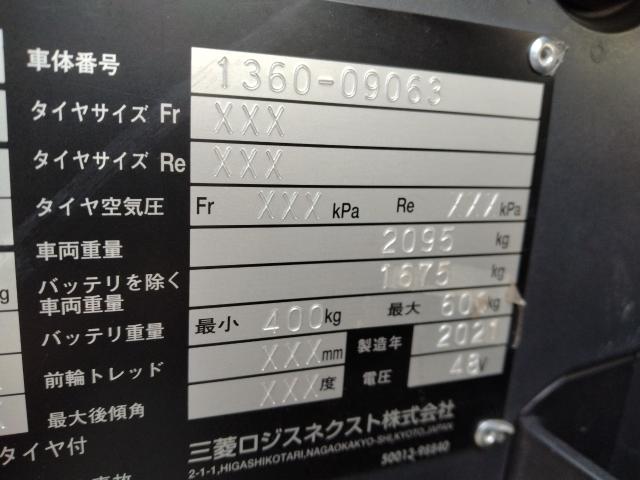 車体番号 1360-09063
タイヤサイズ Fr XXX
タイヤサイズ Re XXX
タイヤ空気圧 Fr XXX kPa Re XXX kPa
車両重量 2095 kg
バッテリを除く車両重量 1675 kg
バッテリ重量 最小 400 kg 最大 kg
前輪トレッド XXX mm 製造年 2021
最大後傾角 XXX 度 電圧 48 V
タイヤ付
三菱ロジスネクスト株式会社
2-1-1, HIGASHIKOTARI, NAGAOKAKYO-SHI, KYOTO, JAPAN
50012-98840